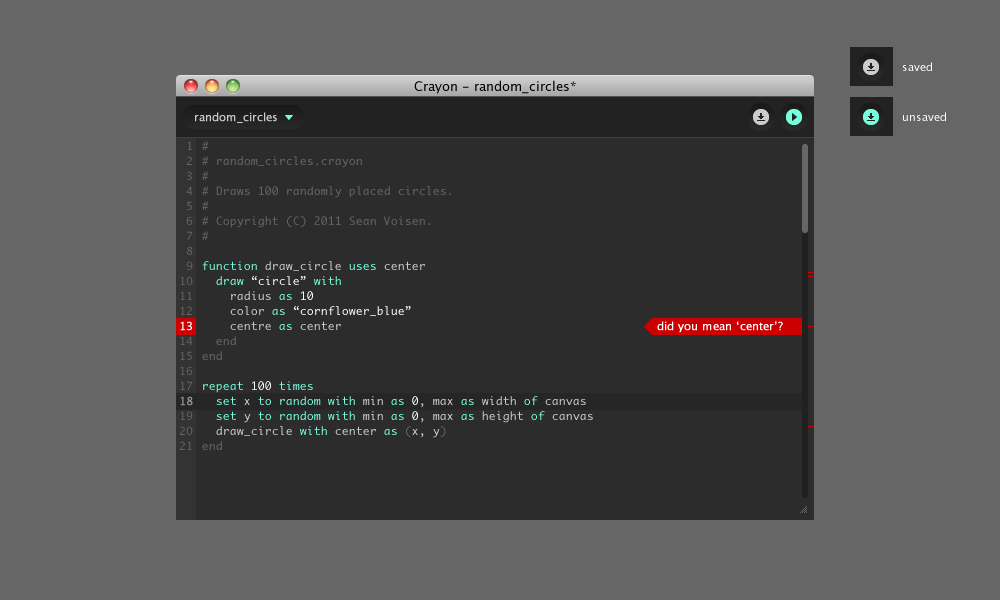 Crayon – random_circles*
random_circles
1 #
2 # random_circles.crayon
3 #
4 # Draws 100 randomly placed circles.
5 #
6 # Copyright (C) 2011 Sean Voisen.
7 #
8
9 function draw_circle uses center
10 draw “circle” with
11 radius as 10
12 color as “cornflower_blue”
13 centre as center did you mean ‘center’?
14 end
15 end
16
17 repeat 100 times
18 set x to random with min as 0, max as width of canvas
19 set y to random with min as 0, max as height of canvas
20 draw_circle with center as (x, y)
21 end
saved
unsaved